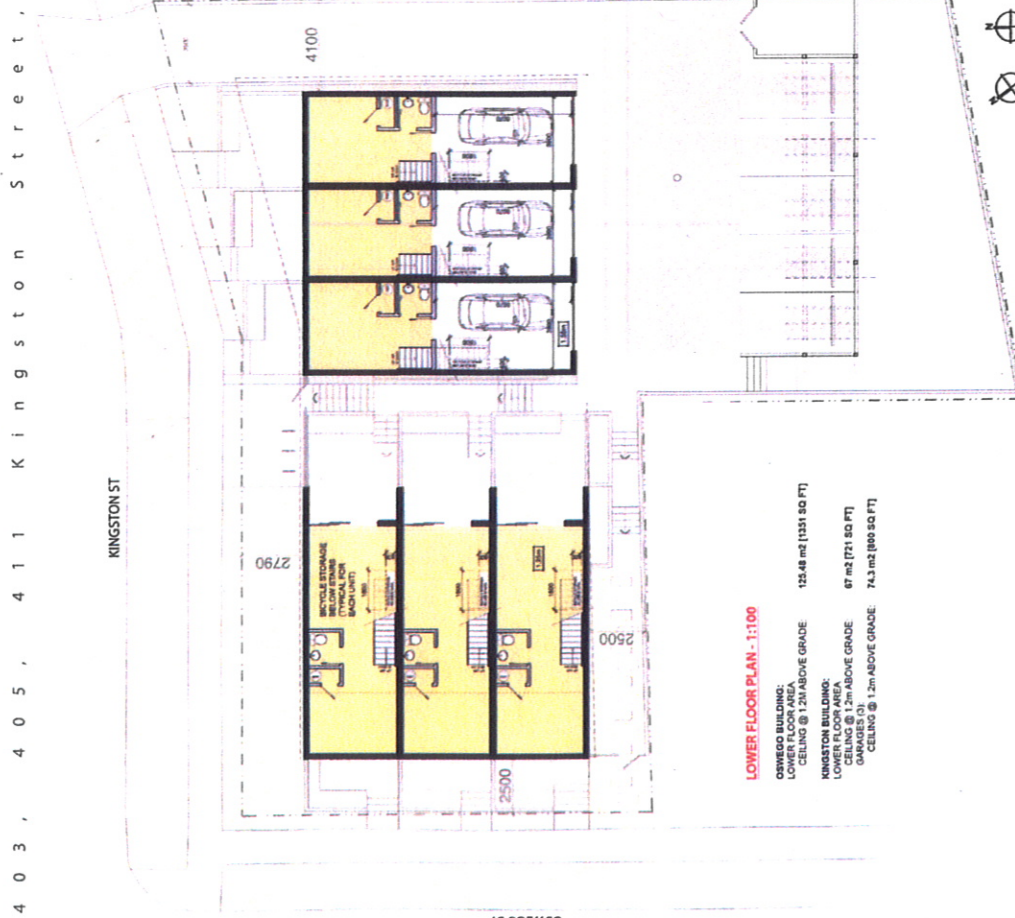 403, 405, 411 Kingston Street,
KINGSTON ST
4100
2790
BICYCLE STORAGE
BELOW STAIRS
(TYPICAL FOR
EACH UNIT)
2500
2500
LOWER FLOOR PLAN - 1:100
OSWEGO BUILDING:
LOWER FLOOR AREA
CEILING @ 1.2M ABOVE GRADE: 125.48 m2 [1351 SQ FT]
KINGSTON BUILDING:
LOWER FLOOR AREA
CEILING @ 1.2m ABOVE GRADE 67 m2 [721 SQ FT]
GARAGES (3):
CEILING @ 1.2m ABOVE GRADE: 74.3 m2 [800 SQ FT]
N
N